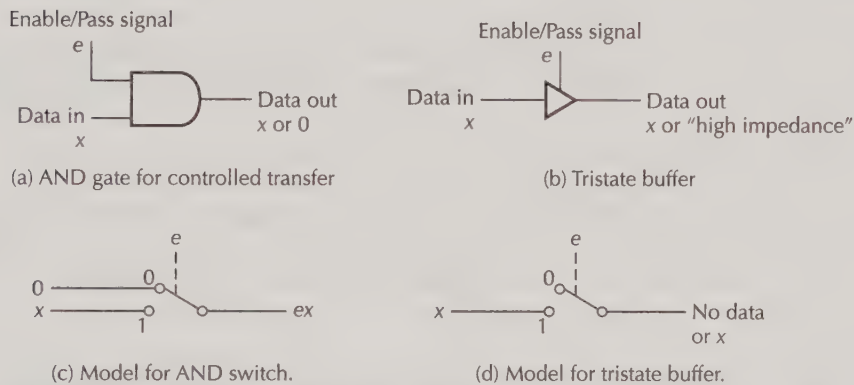 Enable/Pass signal
e
Data in
x
Data out
x or 0
(a) AND gate for controlled transfer
Enable/Pass signal
e
Data in
x
Data out
x or “high impedance”
(b) Tristate buffer
e
0
0
x
1
ex
(c) Model for AND switch.
e
0
x
1
No data
or x
(d) Model for tristate buffer.